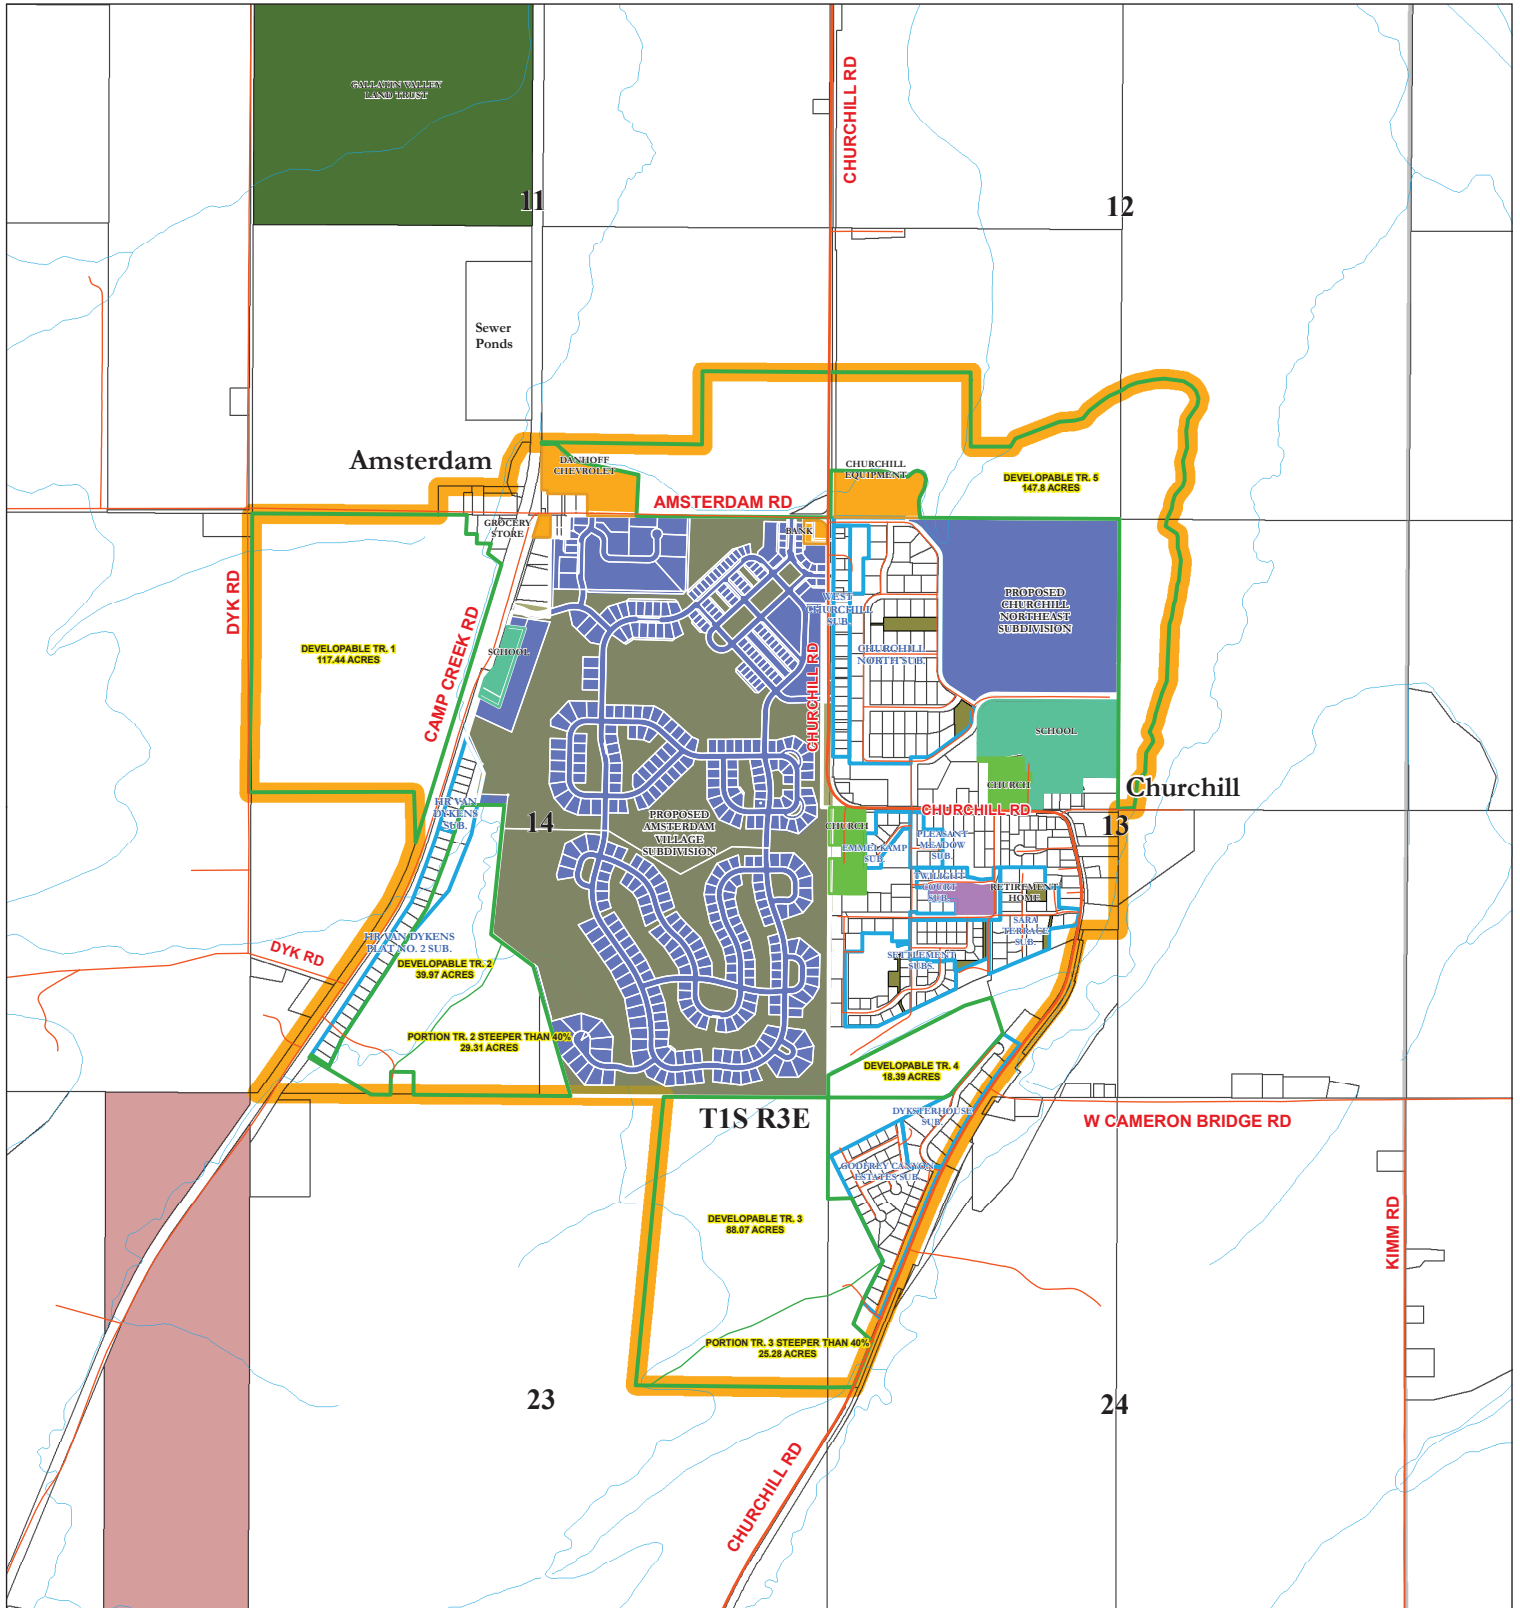 GALLATIN VALLEY
LAND TRUST
CHURCHILL RD
11
12
Sewer
Ponds
Amsterdam
DANHOFF
CHEVROLET
CHURCHILL
EQUIPMENT
DEVELOPABLE TR. 5
147.8 ACRES
AMSTERDAM RD
GROCERY
STORE
BANK
DYK RD
DEVELOPABLE TR. 1
117.44 ACRES
CAMP CREEK RD
SCHOOL
WEST
CHURCHILL
SUB.
CHURCHILL
NORTH SUB.
PROPOSED
CHURCHILL
NORTHEAST
SUBDIVISION
CHURCHILL RD
SCHOOL
CHURCH
Churchill
HR VAN
DYKENS
SUB.
14
PROPOSED
AMSTERDAM
VILLAGE
SUBDIVISION
CHURCHILL RD
13
CHURCH
EMMELKAMP
SUB.
PLEASANT
MEADOW
SUB.
TWILIGHT
COURT
SUB.
RETIREMENT
HOME
SARA
TERRACE
SUB.
SETTLEMENT
SUBS.
HR VAN DYKENS
PLAT NO. 2 SUB.
DYK RD
DEVELOPABLE TR. 2
39.97 ACRES
PORTION TR. 2 STEEPER THAN 40%
29.31 ACRES
DEVELOPABLE TR. 4
18.39 ACRES
T1S R3E
DYKSTERHOUSE
SUB.
W CAMERON BRIDGE RD
GODFREY CANYON
ESTATES SUB.
DEVELOPABLE TR. 3
88.07 ACRES
KIMM RD
PORTION TR. 3 STEEPER THAN 40%
25.28 ACRES
23
24
CHURCHILL RD